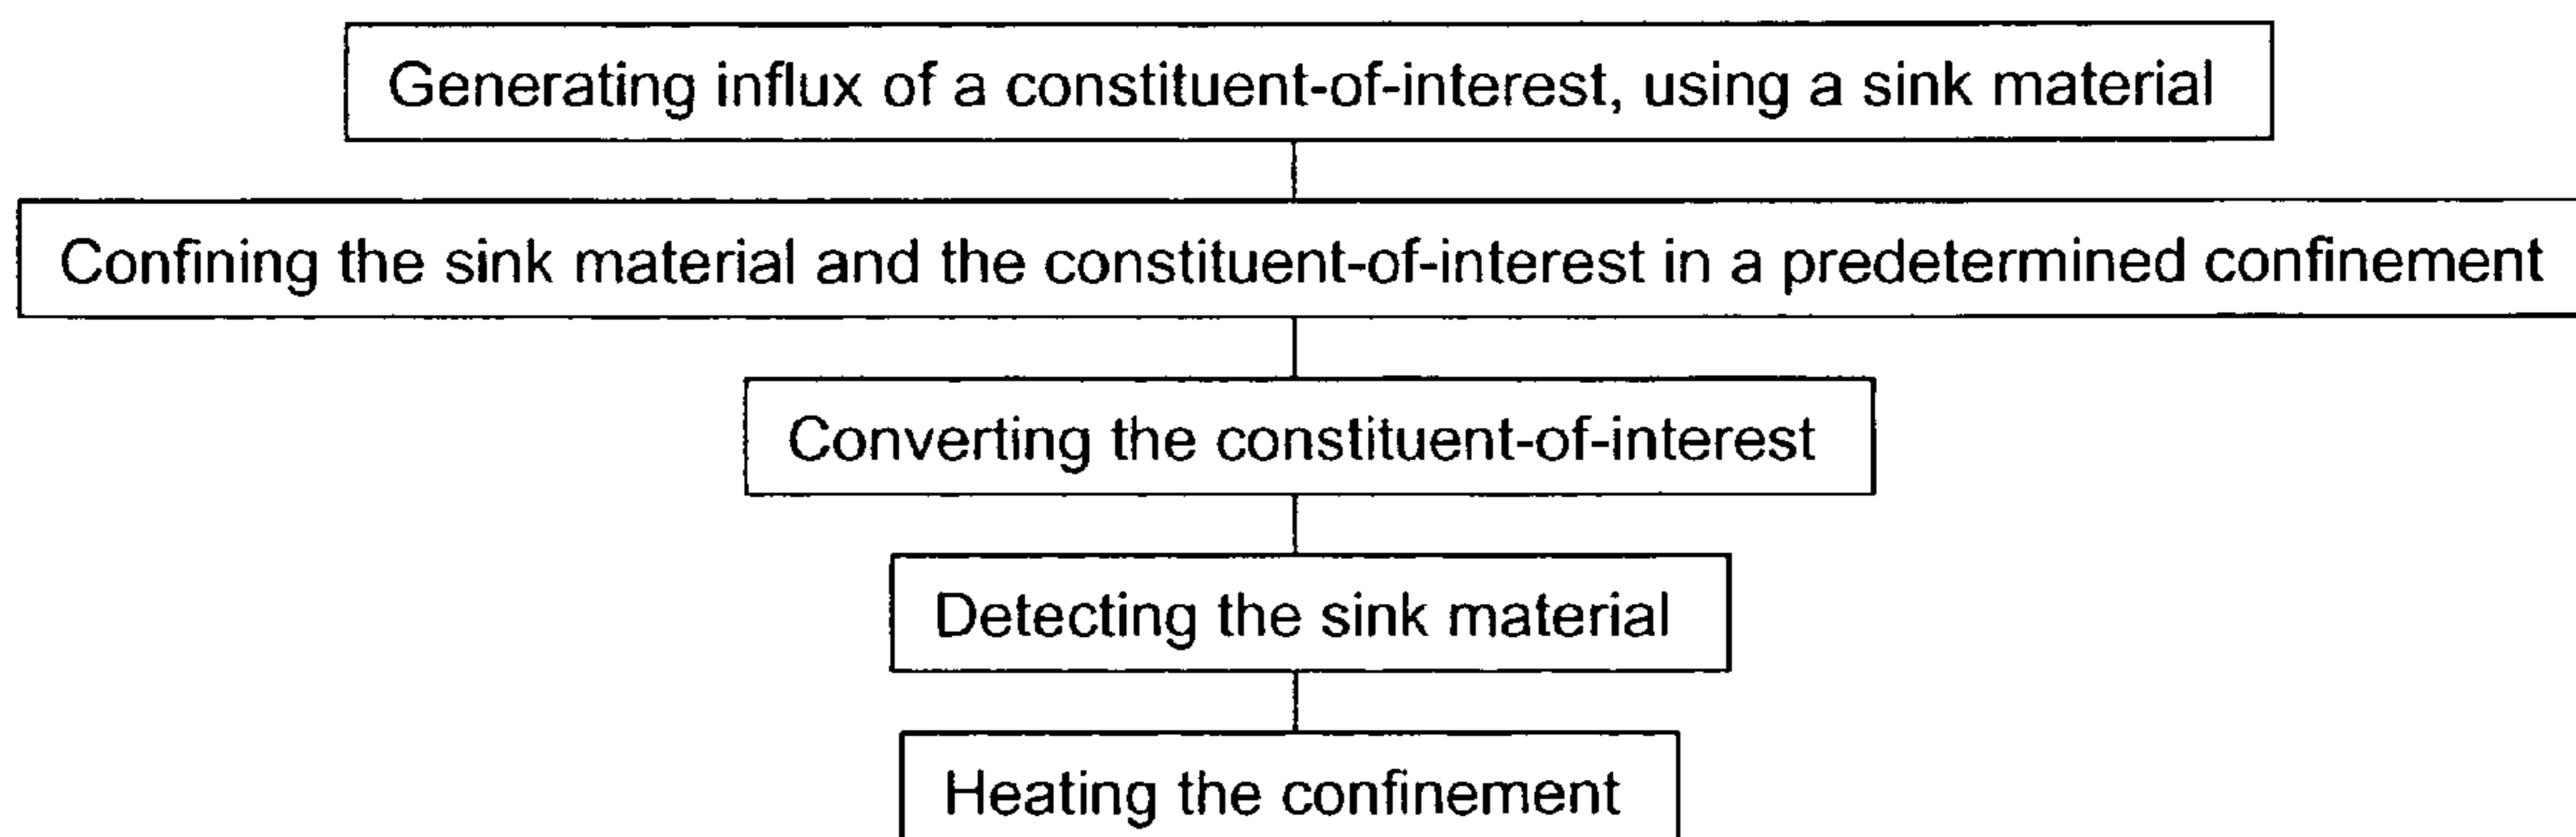 Generating influx of a constituent-of-interest, using a sink material
Confining the sink material and the constituent-of-interest in a predetermined confinement
Converting the constituent-of-interest
Detecting the sink material
Heating the confinement